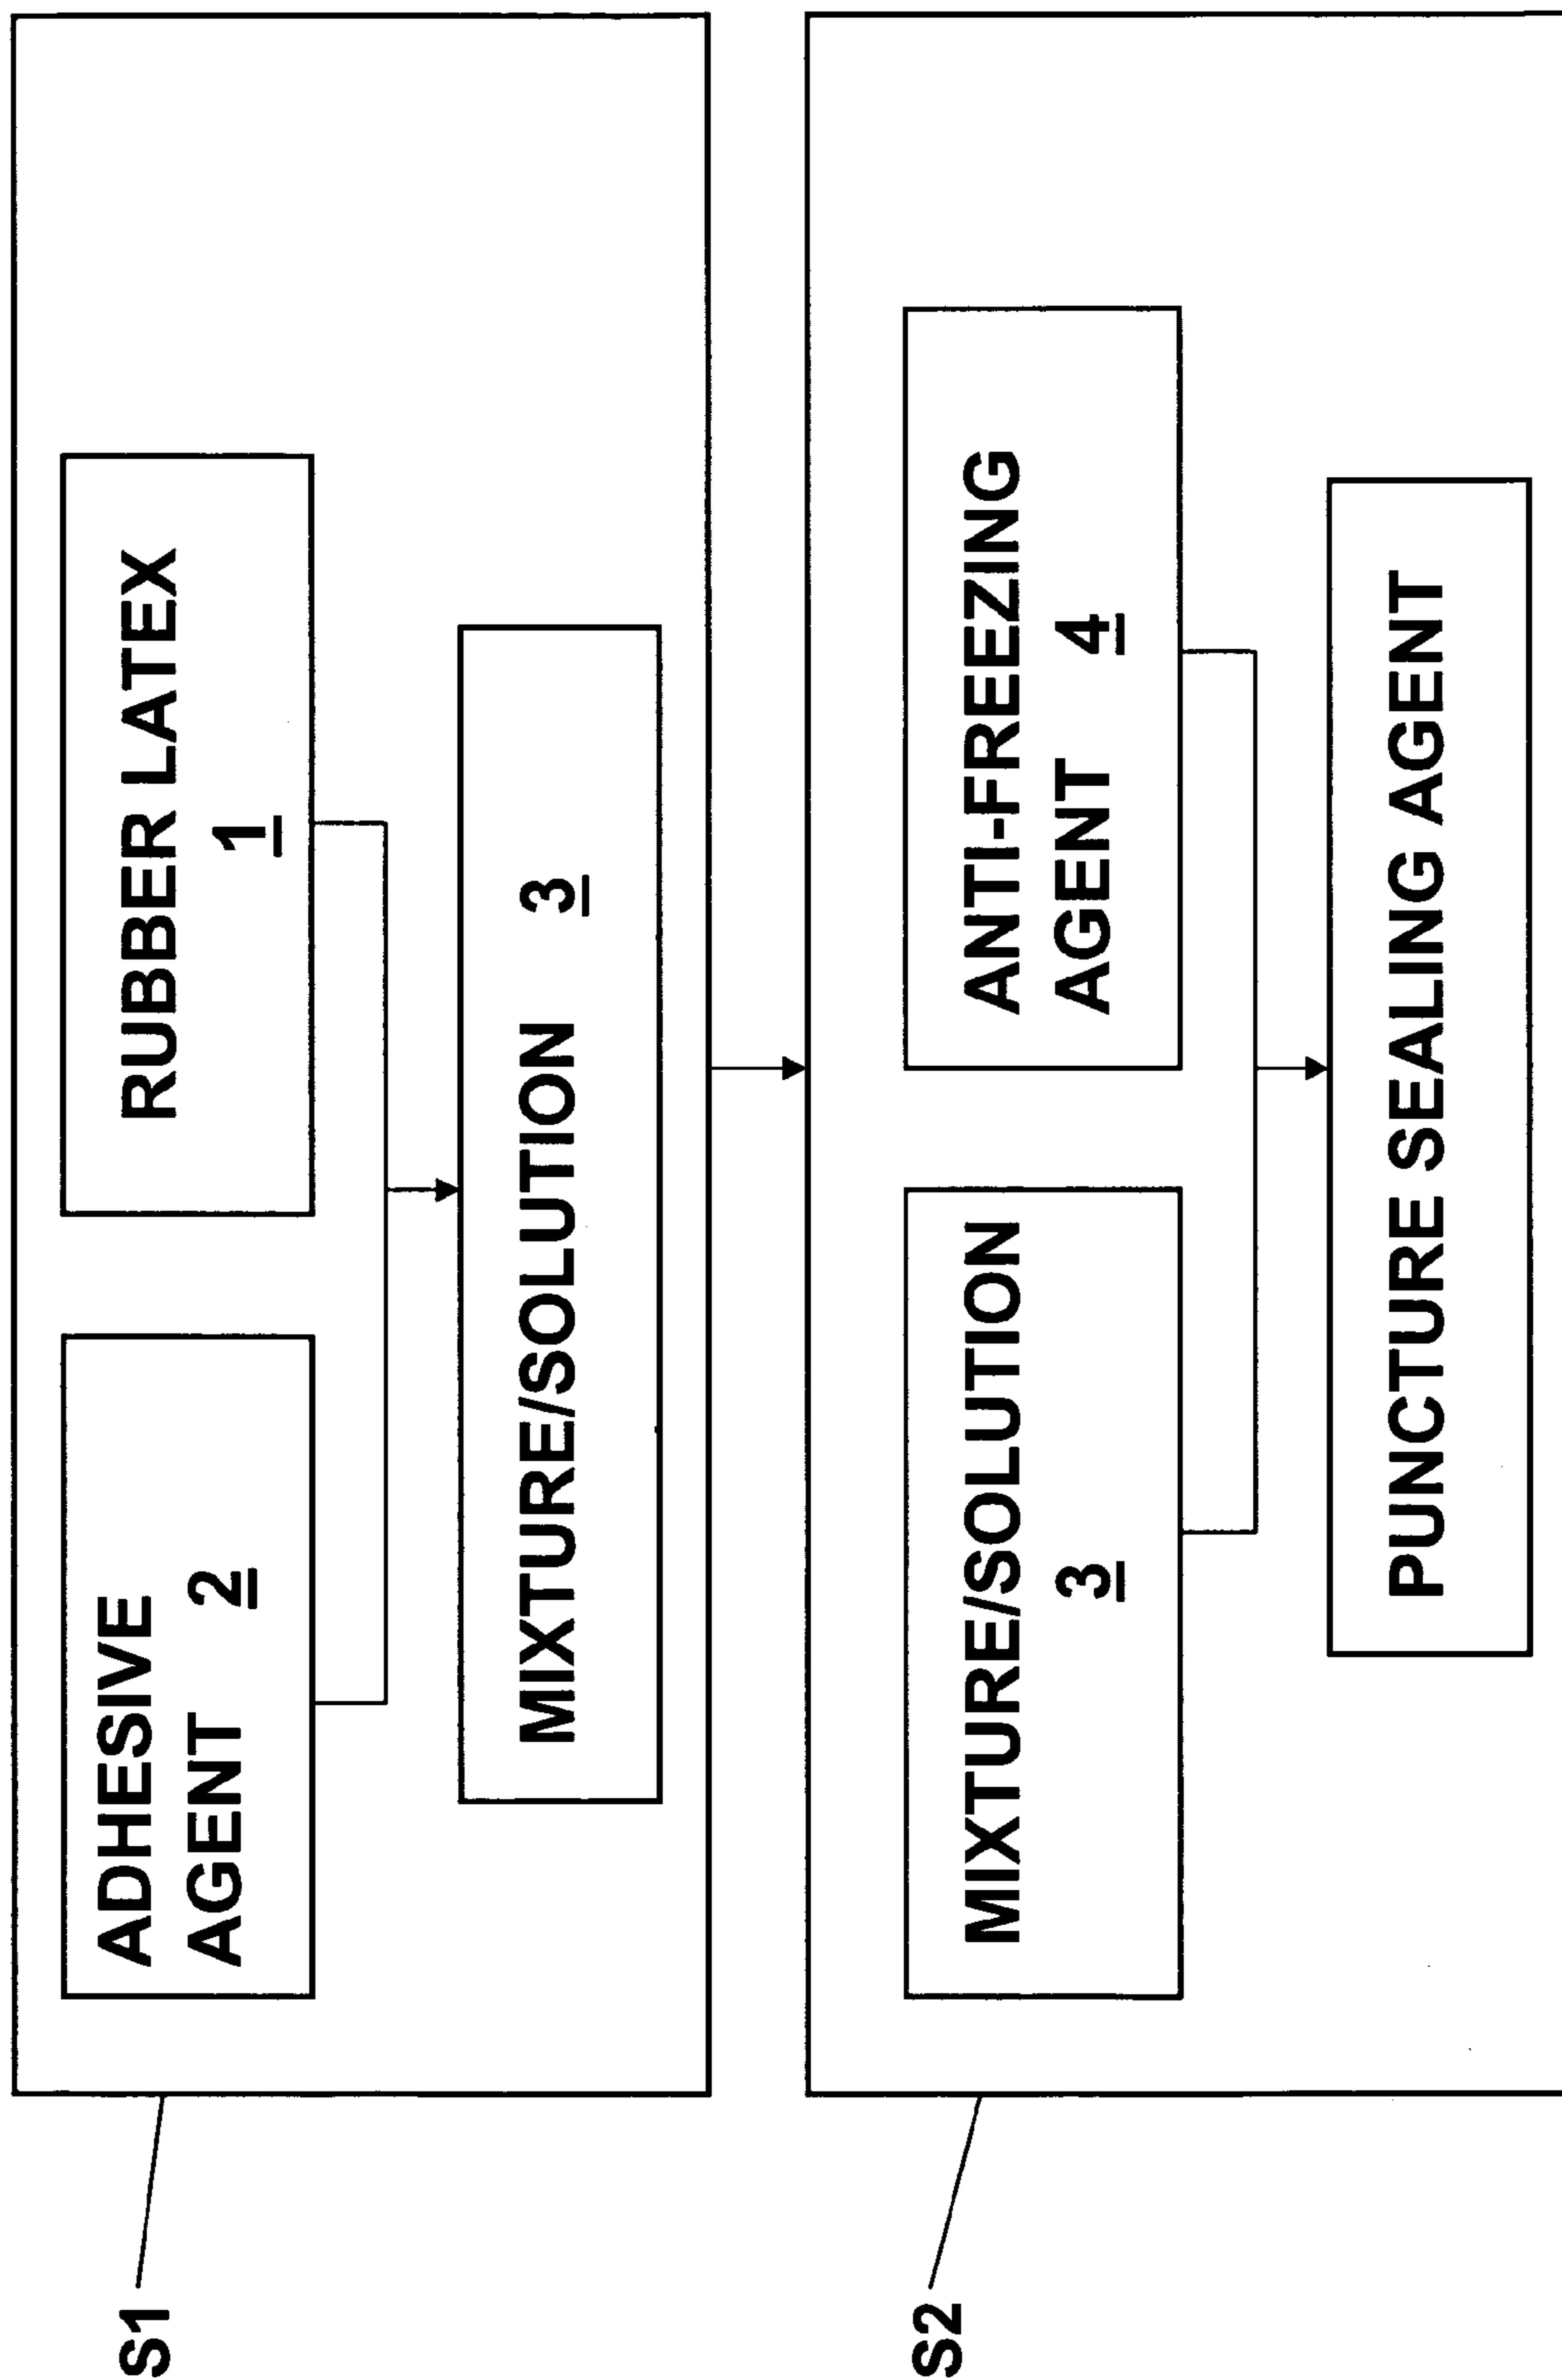 S1
ADHESIVE
AGENT 2
RUBBER LATEX
1
MIXTURE/SOLUTION 3
S2
MIXTURE/SOLUTION
3
ANTI-FREEZING
AGENT 4
PUNCTURE SEALING AGENT